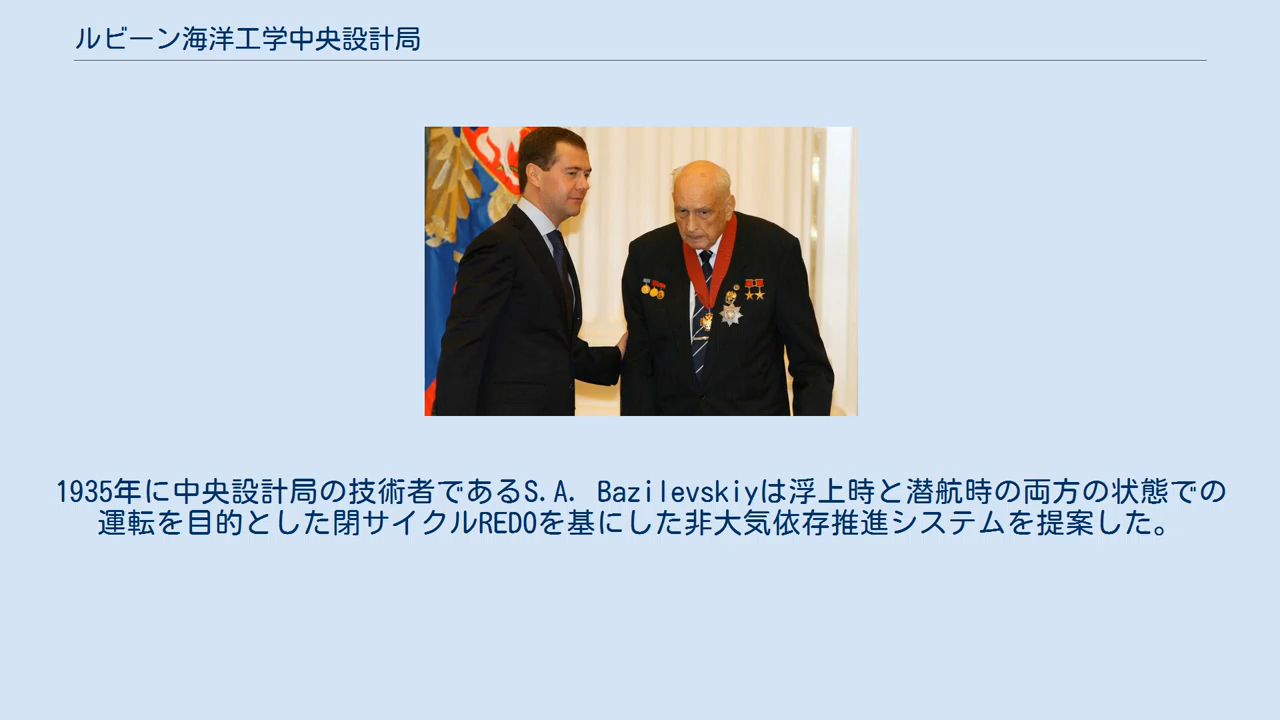 ルビーン海洋工学中央設計局
1935年に中央設計局の技術者であるS.A. Bazilevskiyは浮上時と潜航時の両方の状態での
運転を目的とした閉サイクルREDOを基にした非大気依存推進システムを提案した。